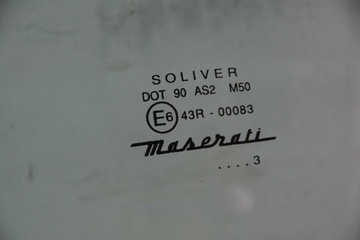 SOLIVER
DOT 90 AS2 M50
E6 43R - 00083
Maserati
....3